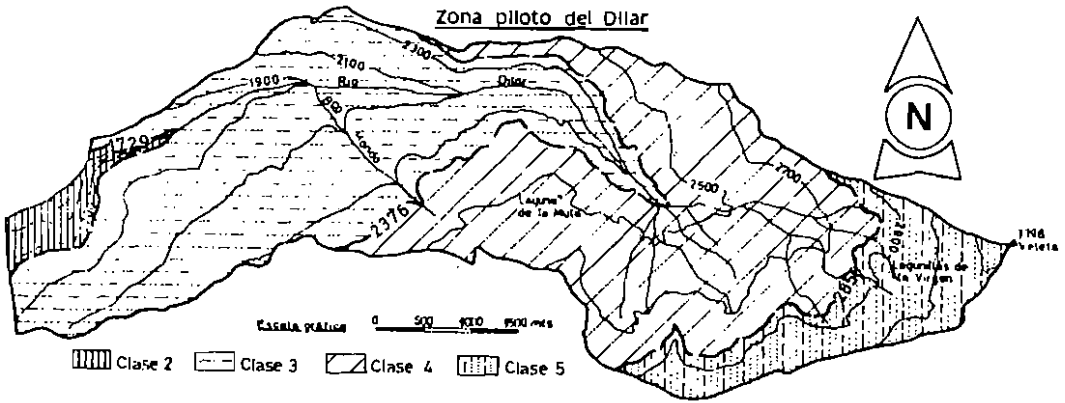 Zona piloto del Dilar
N
2300
2100
1900
Rio
Dilar
1729
2700
2500
Laguna
de la Mula
2376
2800
Lagunillas de
la Virgen
Veleta
Escala gráfica 0 500 1000 1500 mts
Clase 2 Clase 3 Clase 4 Clase 5